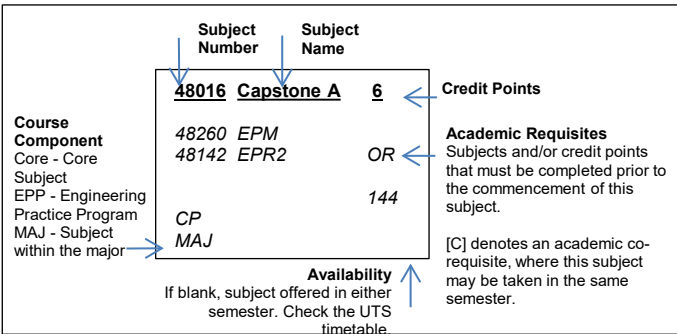 Subject Number
Subject Name
48016 Capstone A 6
Credit Points
48260 EPM
48142 EPR2 OR
144
CP
MAJ
Course
Component
Core - Core
Subject
EPP - Engineering
Practice Program
MAJ - Subject
within the major
Academic Requisites
Subjects and/or credit points
that must be completed prior to
the commencement of this
subject.
[C] denotes an academic co-
requisite, where this subject
may be taken in the same
semester.
Availability
If blank, subject offered in either
semester. Check the UTS
timetable.